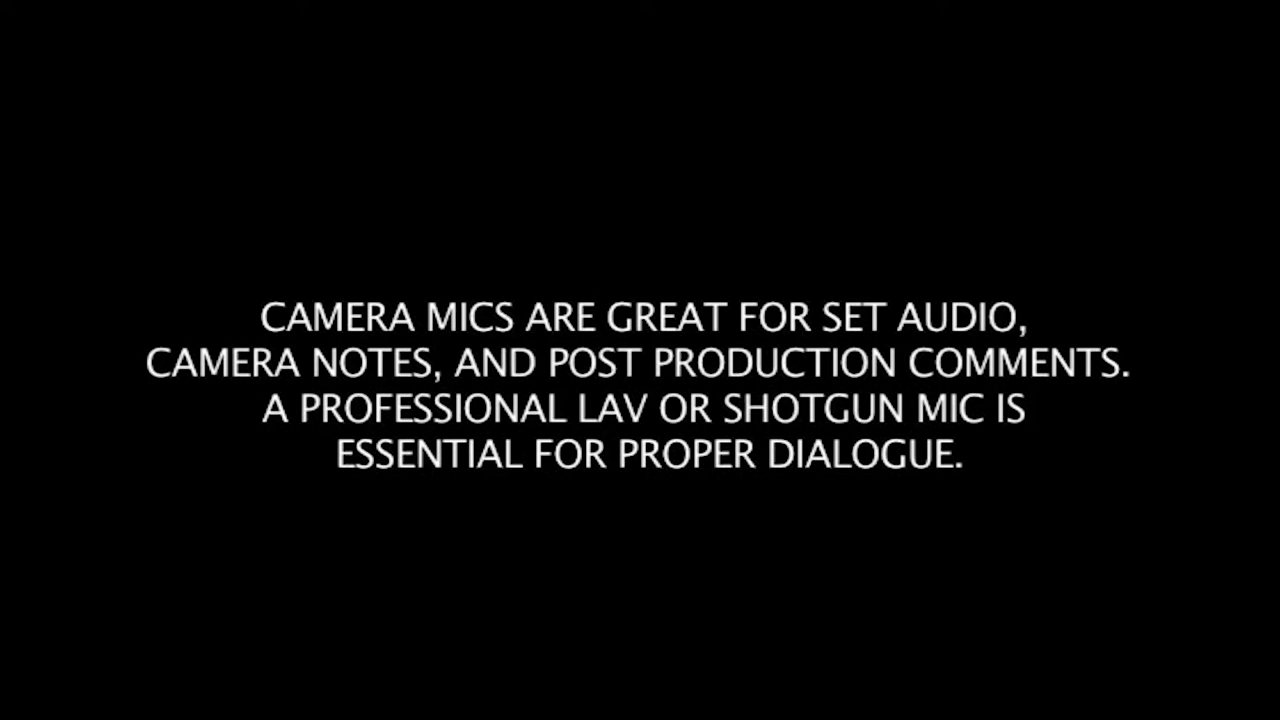 CAMERA MICS ARE GREAT FOR SET AUDIO,
CAMERA NOTES, AND POST PRODUCTION COMMENTS.
A PROFESSIONAL LAV OR SHOTGUN MIC IS
ESSENTIAL FOR PROPER DIALOGUE.